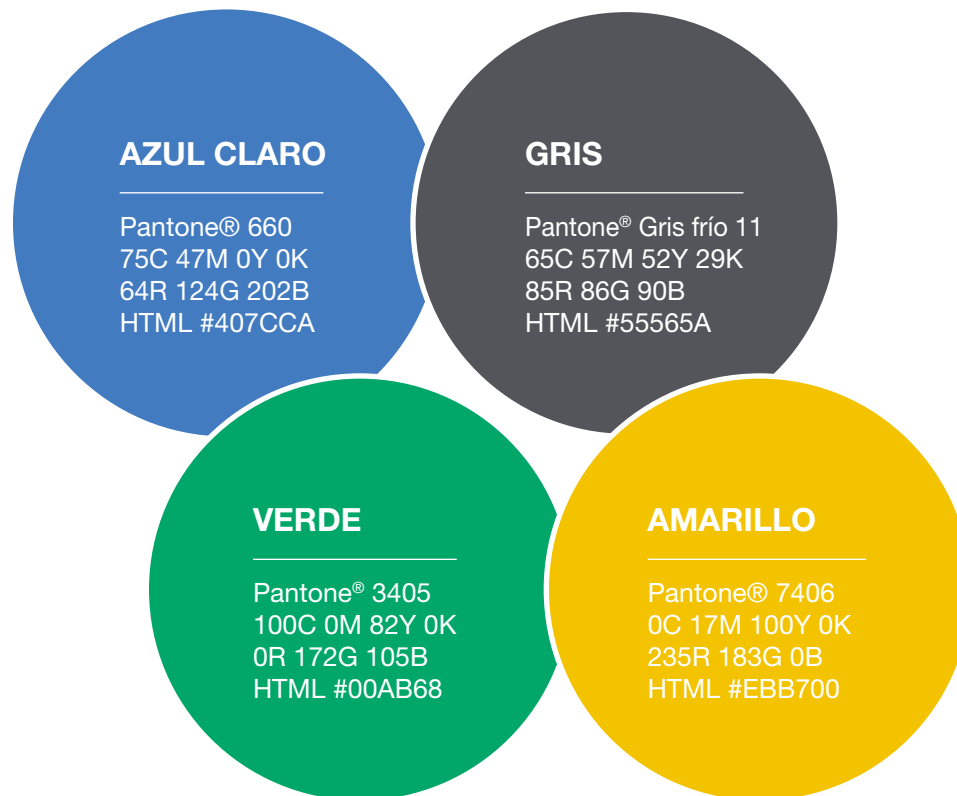 AZUL CLARO
Pantone® 660
75C 47M 0Y 0K
64R 124G 202B
HTML #407CCA
GRIS
Pantone® Gris frío 11
65C 57M 52Y 29K
85R 86G 90B
HTML #55565A
VERDE
Pantone® 3405
100C 0M 82Y 0K
0R 172G 105B
HTML #00AB68
AMARILLO
Pantone® 7406
0C 17M 100Y 0K
235R 183G 0B
HTML #EBB700